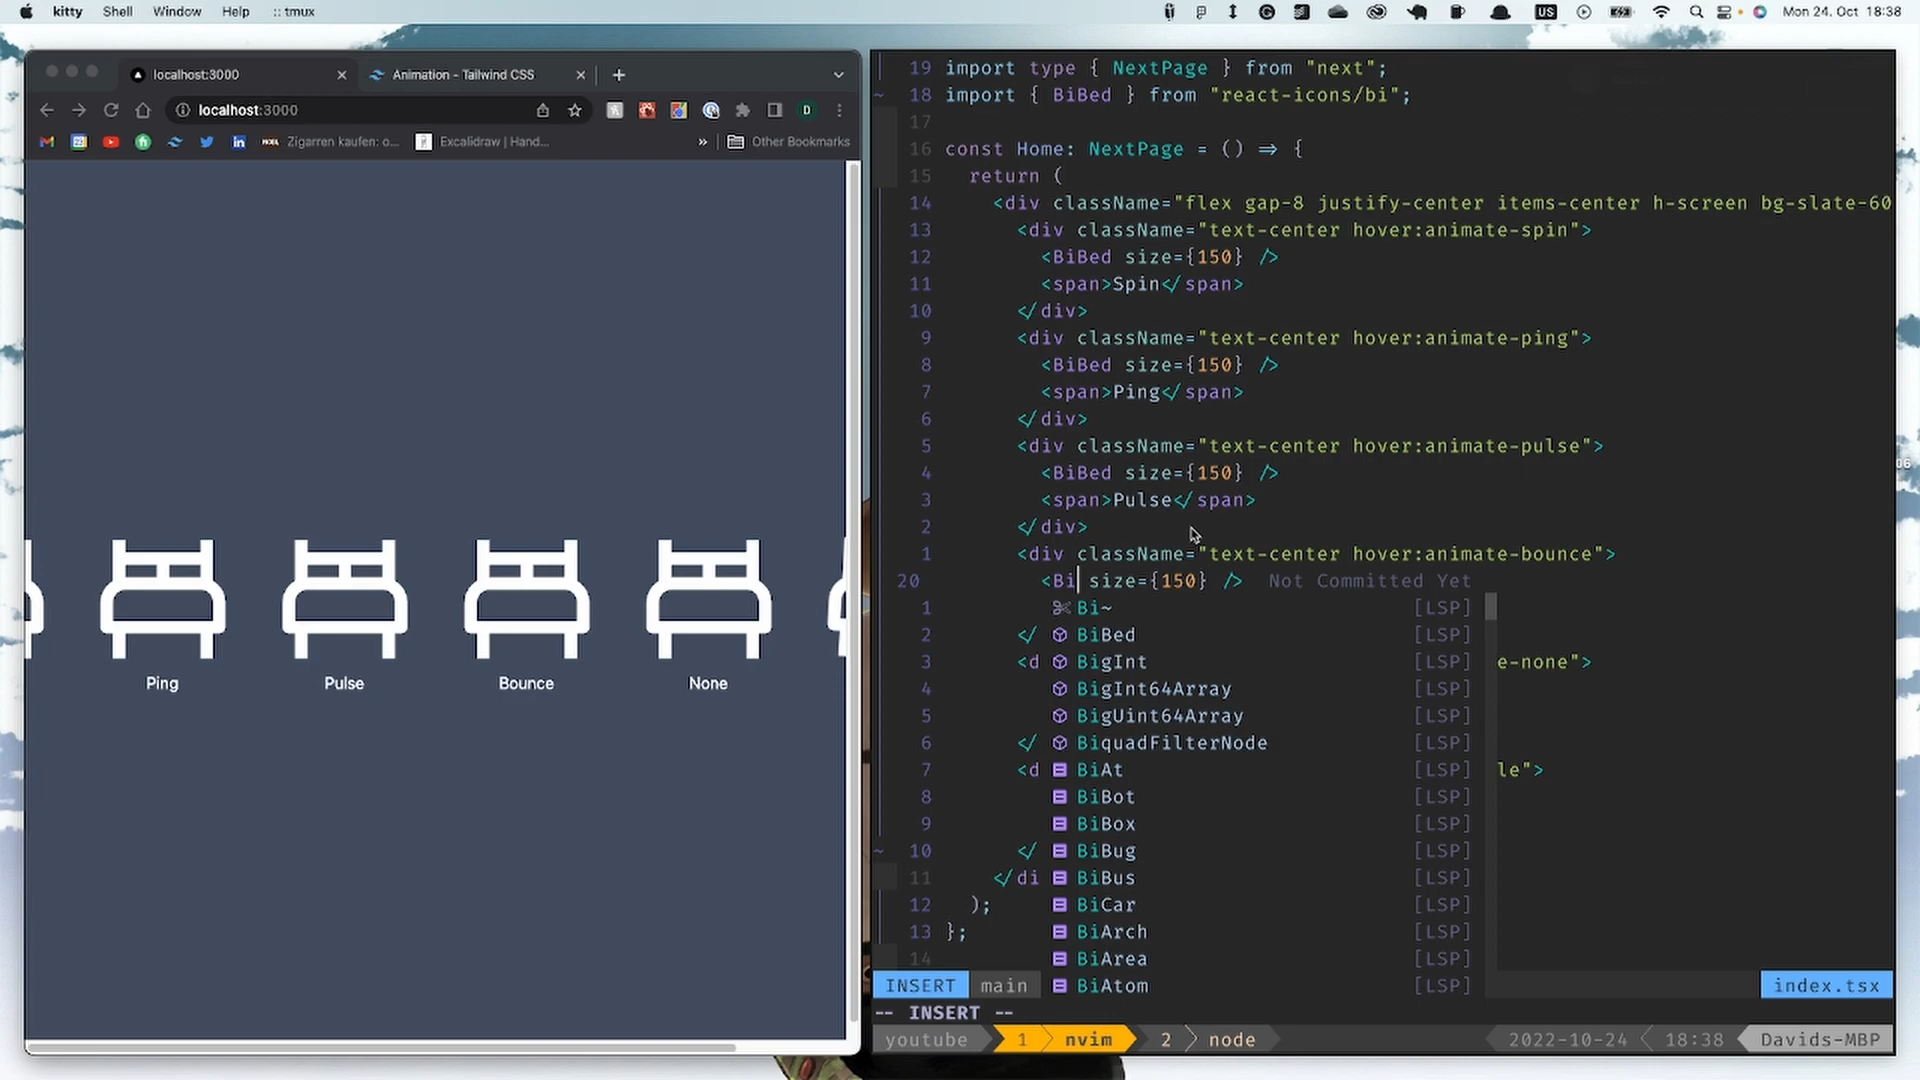 kitty Shell Window Help :: tmux US Mon 24. Oct 18:38
localhost:3000 Animation - Tailwind CSS
localhost:3000 D
Zigarren kaufen: o... Excalidraw | Hand... » Other Bookmarks
Ping Pulse Bounce None
19 import type { NextPage } from "next";
~ 18 import { BiBed } from "react-icons/bi";
17
16 const Home: NextPage = () => {
15 return (
14 <div className="flex gap-8 justify-center items-center h-screen bg-slate-60
13 <div className="text-center hover:animate-spin">
12 <BiBed size={150} />
11 <span>Spin</span>
10 </div>
9 <div className="text-center hover:animate-ping">
8 <BiBed size={150} />
7 <span>Ping</span>
6 </div>
5 <div className="text-center hover:animate-pulse">
4 <BiBed size={150} />
3 <span>Pulse</span>
2 </div>
1 <div className="text-center hover:animate-bounce">
20 <Bi size={150} /> Not Committed Yet
1 Bi~ [LSP]
2 </ BiBed [LSP]
3 <d BigInt [LSP] e-none">
4 BigInt64Array [LSP]
5 BigUint64Array [LSP]
6 </ BiquadFilterNode [LSP]
7 <d BiAt [LSP] le">
8 BiBot [LSP]
9 BiBox [LSP]
~ 10 </ BiBug [LSP]
11 </di BiBus [LSP]
12 ); BiCar [LSP]
13 }; BiArch [LSP]
14 BiArea [LSP]
INSERT main BiAtom [LSP] index.tsx
-- INSERT --
youtube 1 nvim 2 node 2022-10-24 18:38 Davids-MBP